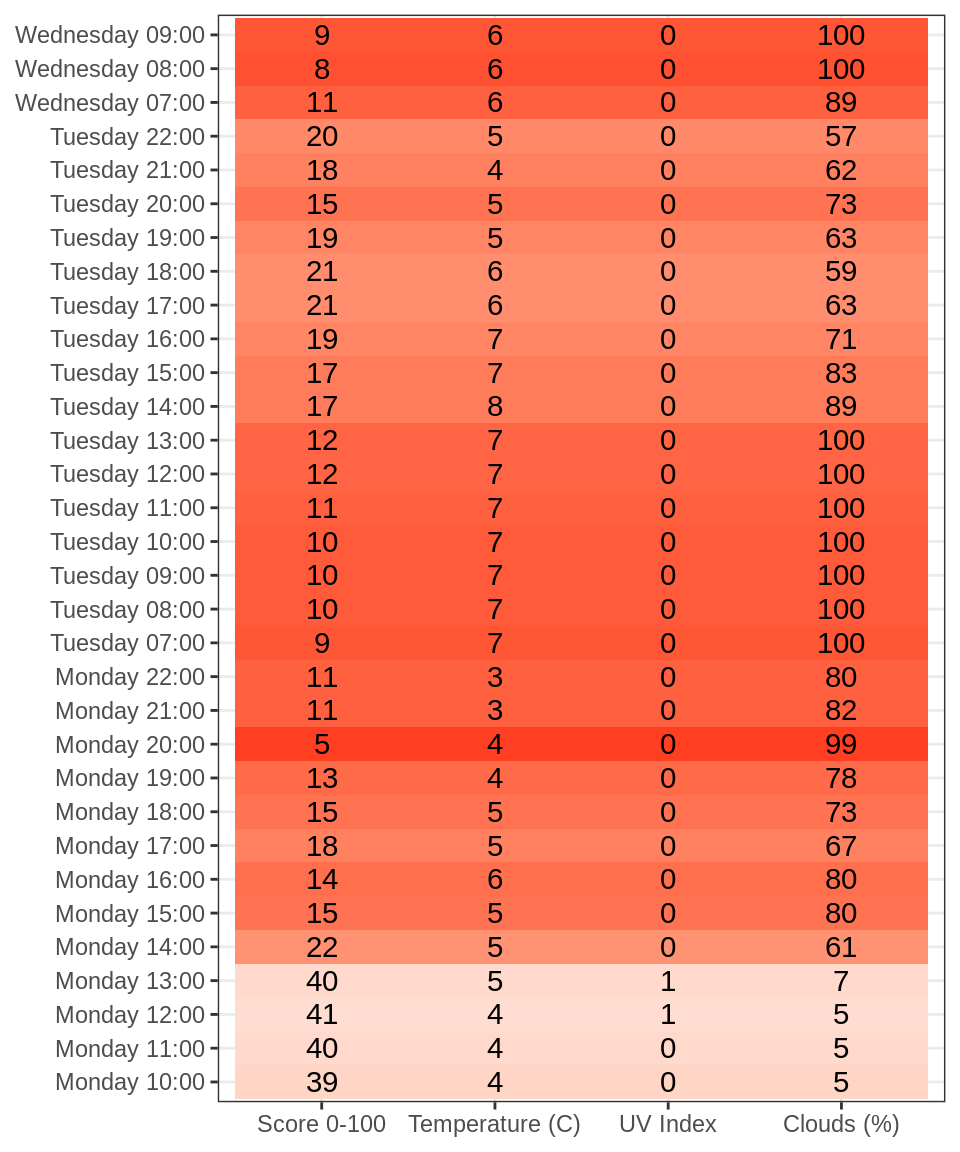 Wednesday 09:00 9 6 0 100
Wednesday 08:00 8 6 0 100
Wednesday 07:00 11 6 0 89
Tuesday 22:00 20 5 0 57
Tuesday 21:00 18 4 0 62
Tuesday 20:00 15 5 0 73
Tuesday 19:00 19 5 0 63
Tuesday 18:00 21 6 0 59
Tuesday 17:00 21 6 0 63
Tuesday 16:00 19 7 0 71
Tuesday 15:00 17 7 0 83
Tuesday 14:00 17 8 0 89
Tuesday 13:00 12 7 0 100
Tuesday 12:00 12 7 0 100
Tuesday 11:00 11 7 0 100
Tuesday 10:00 10 7 0 100
Tuesday 09:00 10 7 0 100
Tuesday 08:00 10 7 0 100
Tuesday 07:00 9 7 0 100
Monday 22:00 11 3 0 80
Monday 21:00 11 3 0 82
Monday 20:00 5 4 0 99
Monday 19:00 13 4 0 78
Monday 18:00 15 5 0 73
Monday 17:00 18 5 0 67
Monday 16:00 14 6 0 80
Monday 15:00 15 5 0 80
Monday 14:00 22 5 0 61
Monday 13:00 40 5 1 7
Monday 12:00 41 4 1 5
Monday 11:00 40 4 0 5
Monday 10:00 39 4 0 5
Score 0-100 Temperature (C) UV Index Clouds (%)